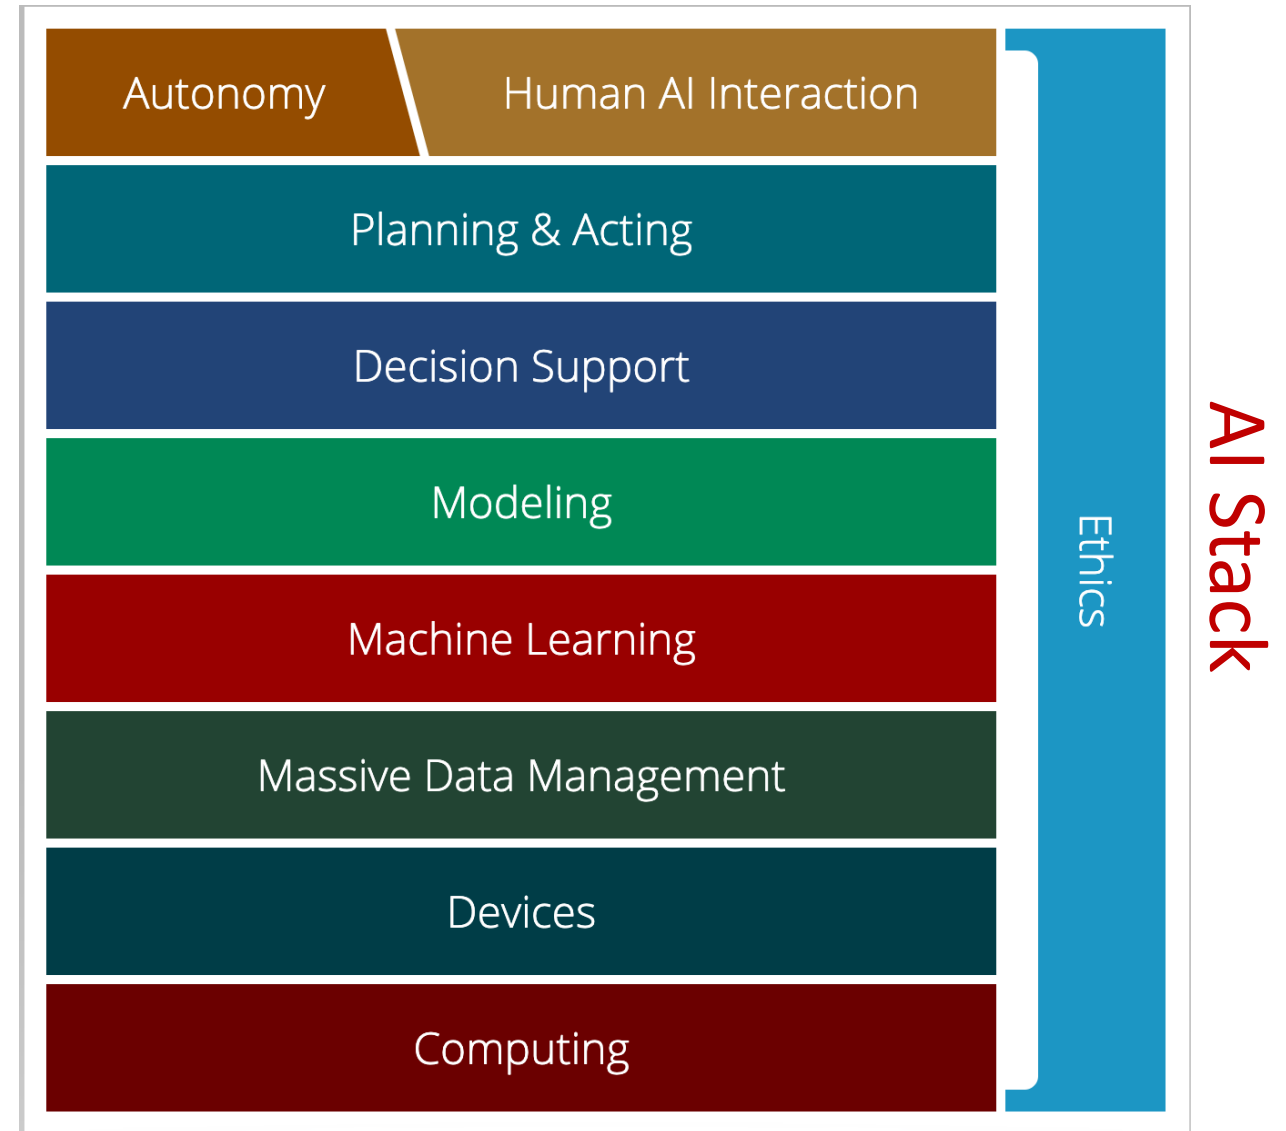 Autonomy
Human AI Interaction
Planning & Acting
Decision Support
Modeling
Machine Learning
Massive Data Management
Devices
Computing
Ethics
AI Stack